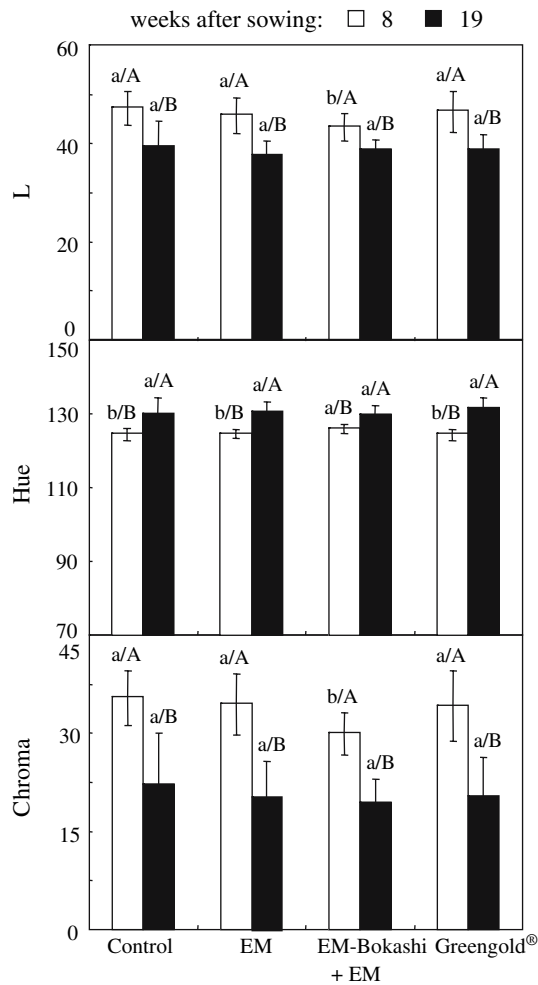 weeks after sowing: 8 19
60
a/A a/A b/A a/A
a/B a/B a/B a/B
40
L
20
0
150
a/A a/A a/A a/A
b/B b/B a/B b/B
130
Hue
110
90
70
45
a/A a/A b/A a/A
a/B a/B a/B a/B
30
Chroma
15
0
Control EM EM-Bokashi Greengold®
+ EM